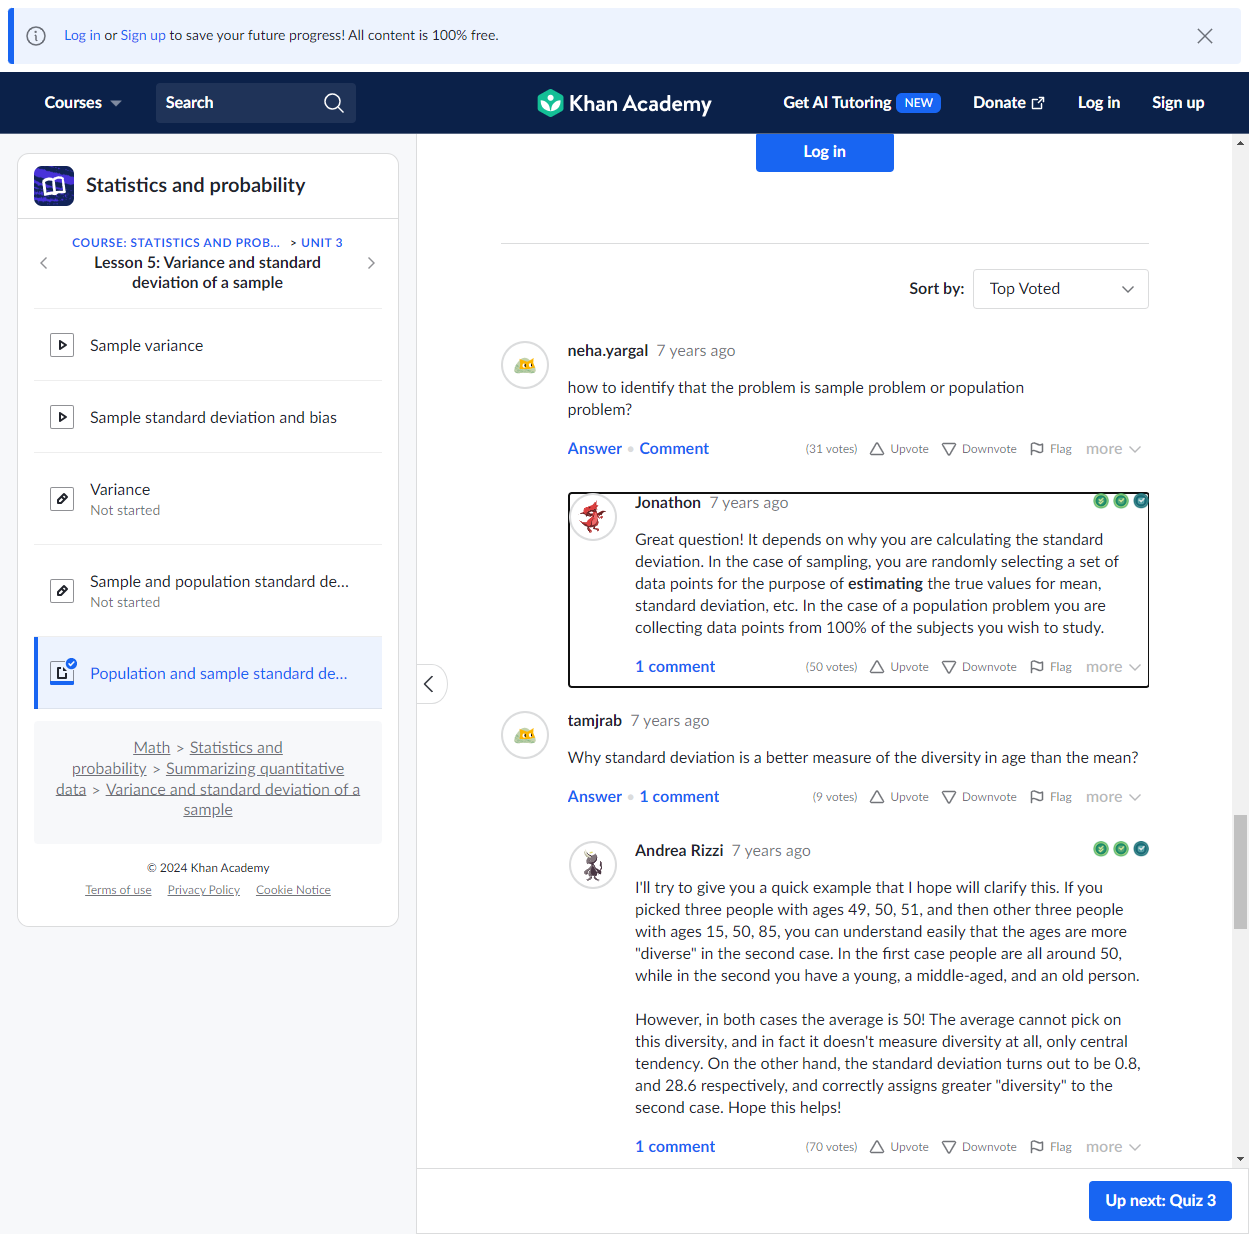 Log in or Sign up to save your future progress! All content is 100% free.
Courses
Search
Khan Academy
Get AI Tutoring NEW
Donate
Log in
Sign up
Statistics and probability
COURSE: STATISTICS AND PROB... > UNIT 3
Lesson 5: Variance and standard
deviation of a sample
Sample variance
Sample standard deviation and bias
Variance
Not started
Sample and population standard de...
Not started
Population and sample standard de...
Math > Statistics and
probability > Summarizing quantitative
data > Variance and standard deviation of a
sample
© 2024 Khan Academy
Terms of use Privacy Policy Cookie Notice
Log in
Sort by: Top Voted
neha.yargal 7 years ago
how to identify that the problem is sample problem or population
problem?
Answer • Comment (31 votes) Upvote Downvote Flag more
Jonathon 7 years ago
Great question! It depends on why you are calculating the standard
deviation. In the case of sampling, you are randomly selecting a set of
data points for the purpose of estimating the true values for mean,
standard deviation, etc. In the case of a population problem you are
collecting data points from 100% of the subjects you wish to study.
1 comment (50 votes) Upvote Downvote Flag more
tamjrab 7 years ago
Why standard deviation is a better measure of the diversity in age than the mean?
Answer • 1 comment (9 votes) Upvote Downvote Flag more
Andrea Rizzi 7 years ago
I'll try to give you a quick example that I hope will clarify this. If you
picked three people with ages 49, 50, 51, and then other three people
with ages 15, 50, 85, you can understand easily that the ages are more
"diverse" in the second case. In the first case people are all around 50,
while in the second you have a young, a middle-aged, and an old person.
However, in both cases the average is 50! The average cannot pick on
this diversity, and in fact it doesn't measure diversity at all, only central
tendency. On the other hand, the standard deviation turns out to be 0.8,
and 28.6 respectively, and correctly assigns greater "diversity" to the
second case. Hope this helps!
1 comment (70 votes) Upvote Downvote Flag more
Up next: Quiz 3